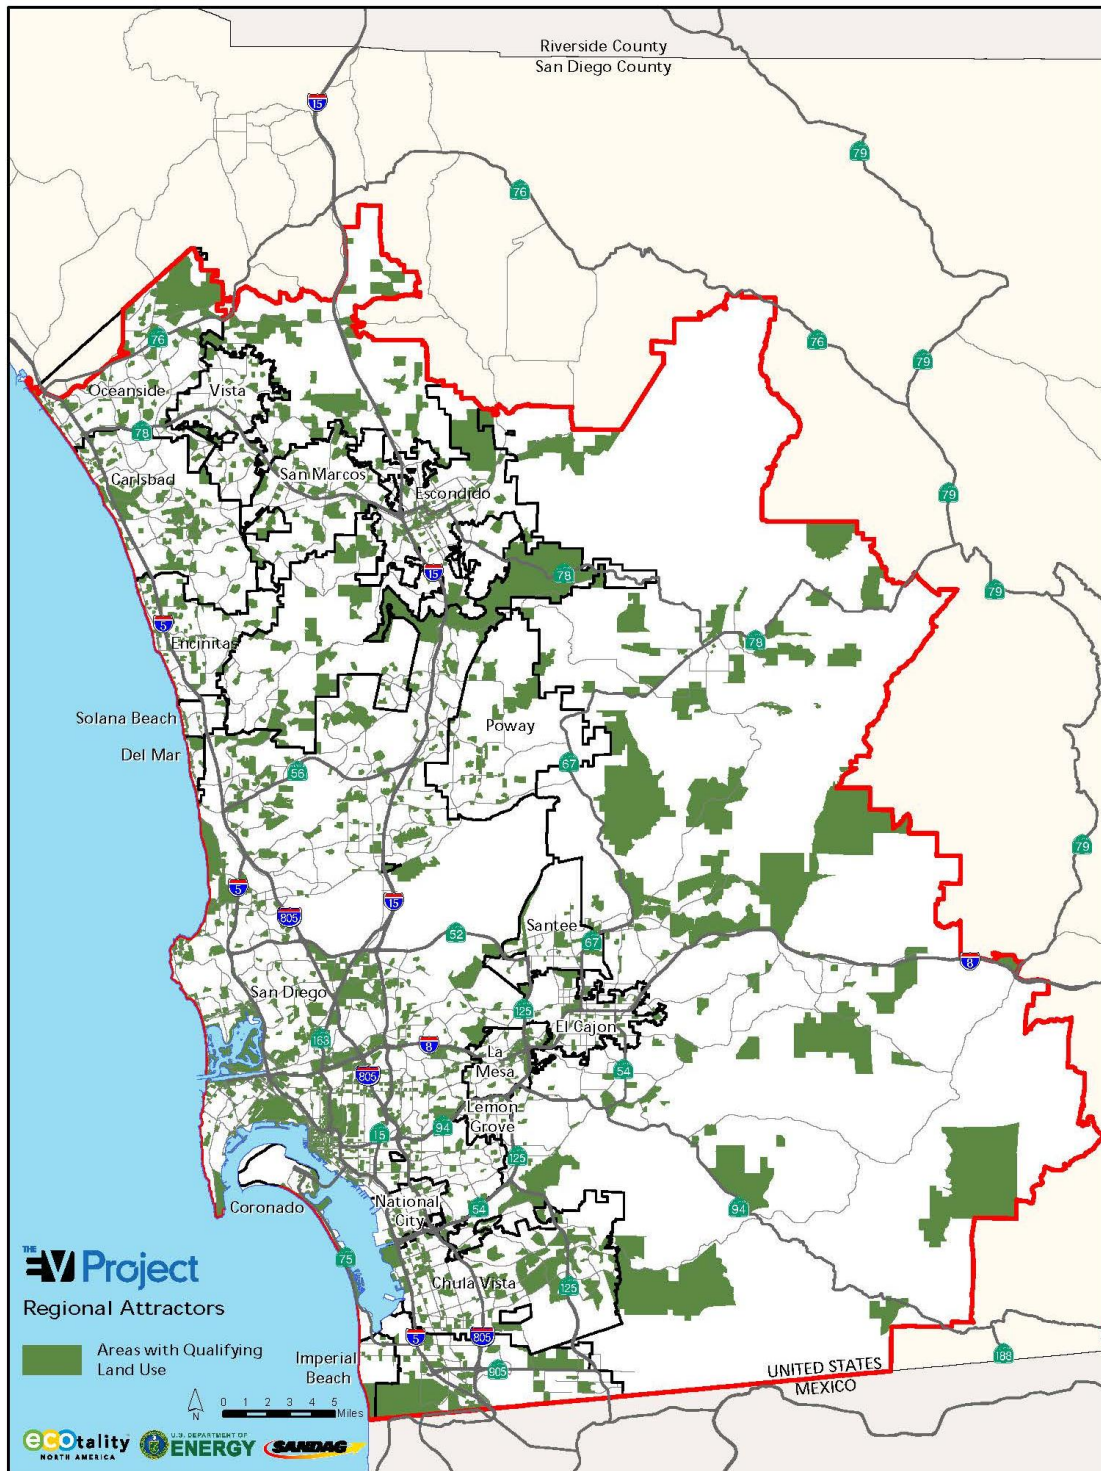 Riverside County
San Diego County
15
79
76
79
76
76
79
Oceanside
Vista
78
Carlsbad
San Marcos
Escondido
79
15
78
79
5
Encinitas
78
Solana Beach
Poway
Del Mar
56
67
79
5
805
15
52
Santee
67
8
San Diego
125
El Cajon
163
8
La
Mesa
54
805
Lemon
Grove
94
15
125
Coronado
National
City
54
94
75
THE
EV Project
Chula Vista
125
Regional Attractors
5
805
Areas with Qualifying
Land Use
Imperial
Beach
905
188
UNITED STATES
MEXICO
N
0 1 2 3 4 5
Miles
ecotality
NORTH AMERICA
U.S. DEPARTMENT OF
ENERGY
SANDAG